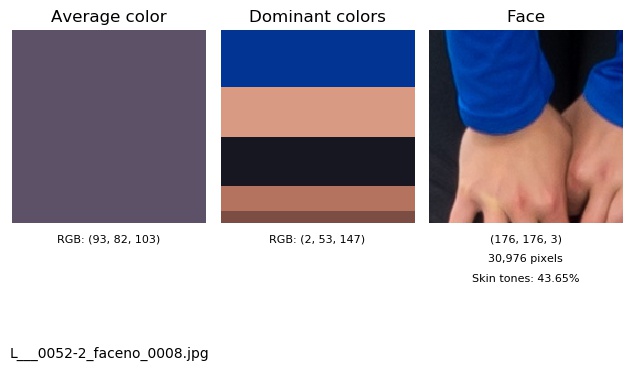 Average color
Dominant colors
Face
RGB: (93, 82, 103)
RGB: (2, 53, 147)
(176, 176, 3)
30,976 pixels
Skin tones: 43.65%
L___0052-2_faceno_0008.jpg